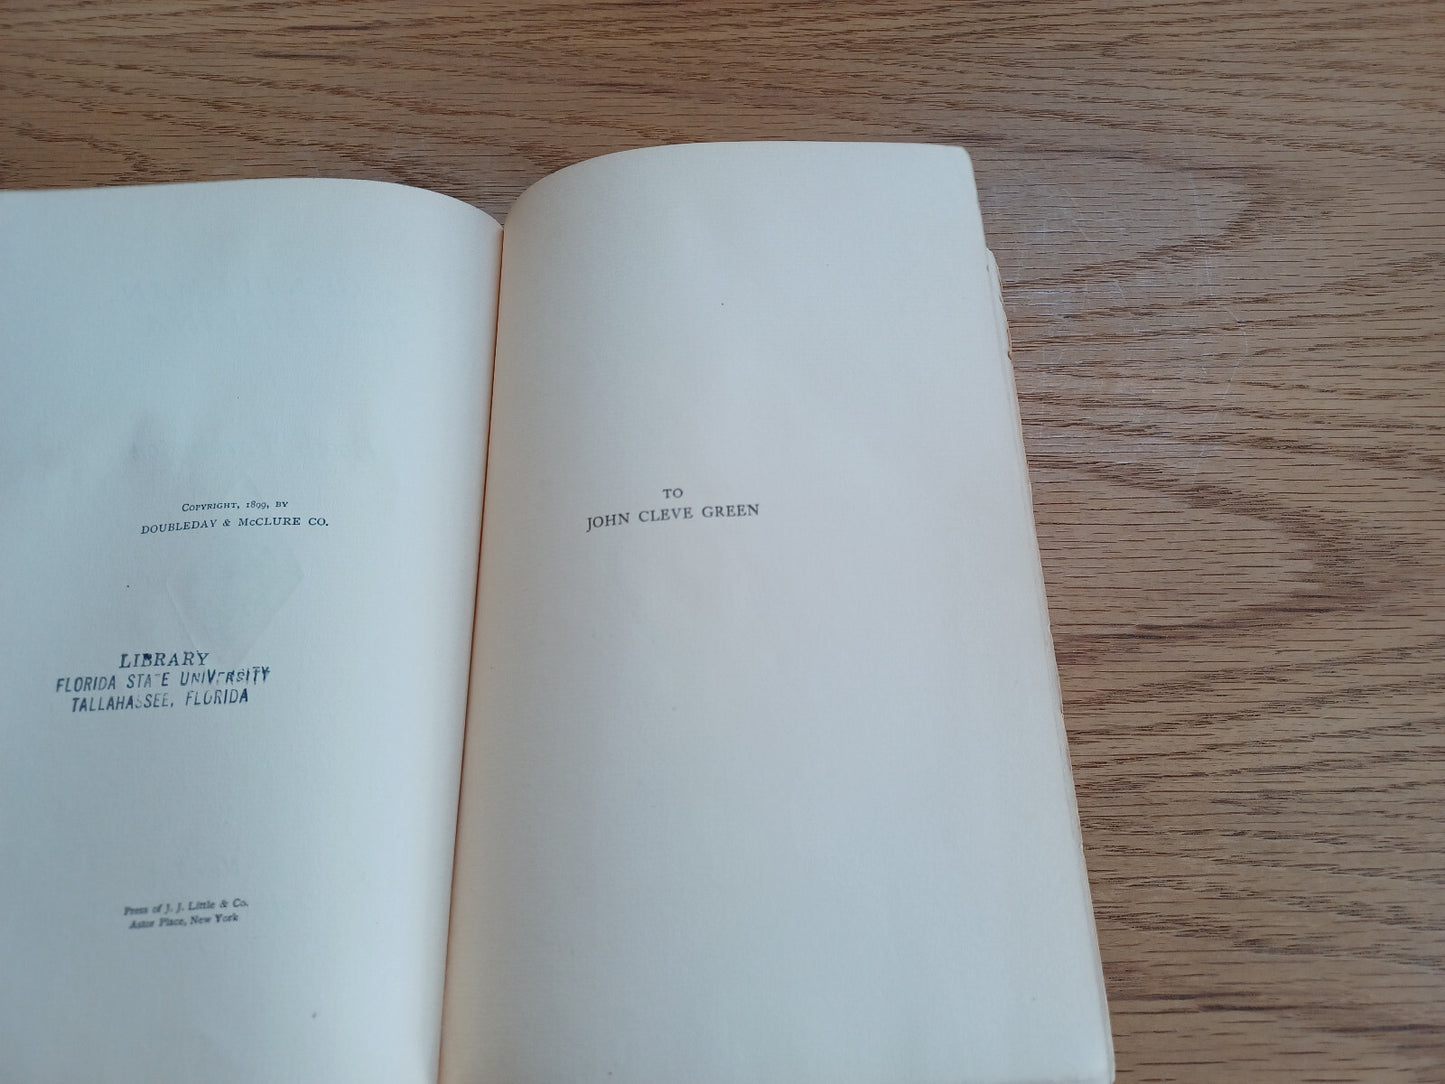 COPYRIGHT, 1899, BY
DOUBLEDAY & McCLURE CO.
LIBRARY
FLORIDA STATE UNIVERSITY
TALLAHASSEE, FLORIDA
Press of J. J. Little & Co.
Astor Place, New York
TO
JOHN CLEVE GREEN